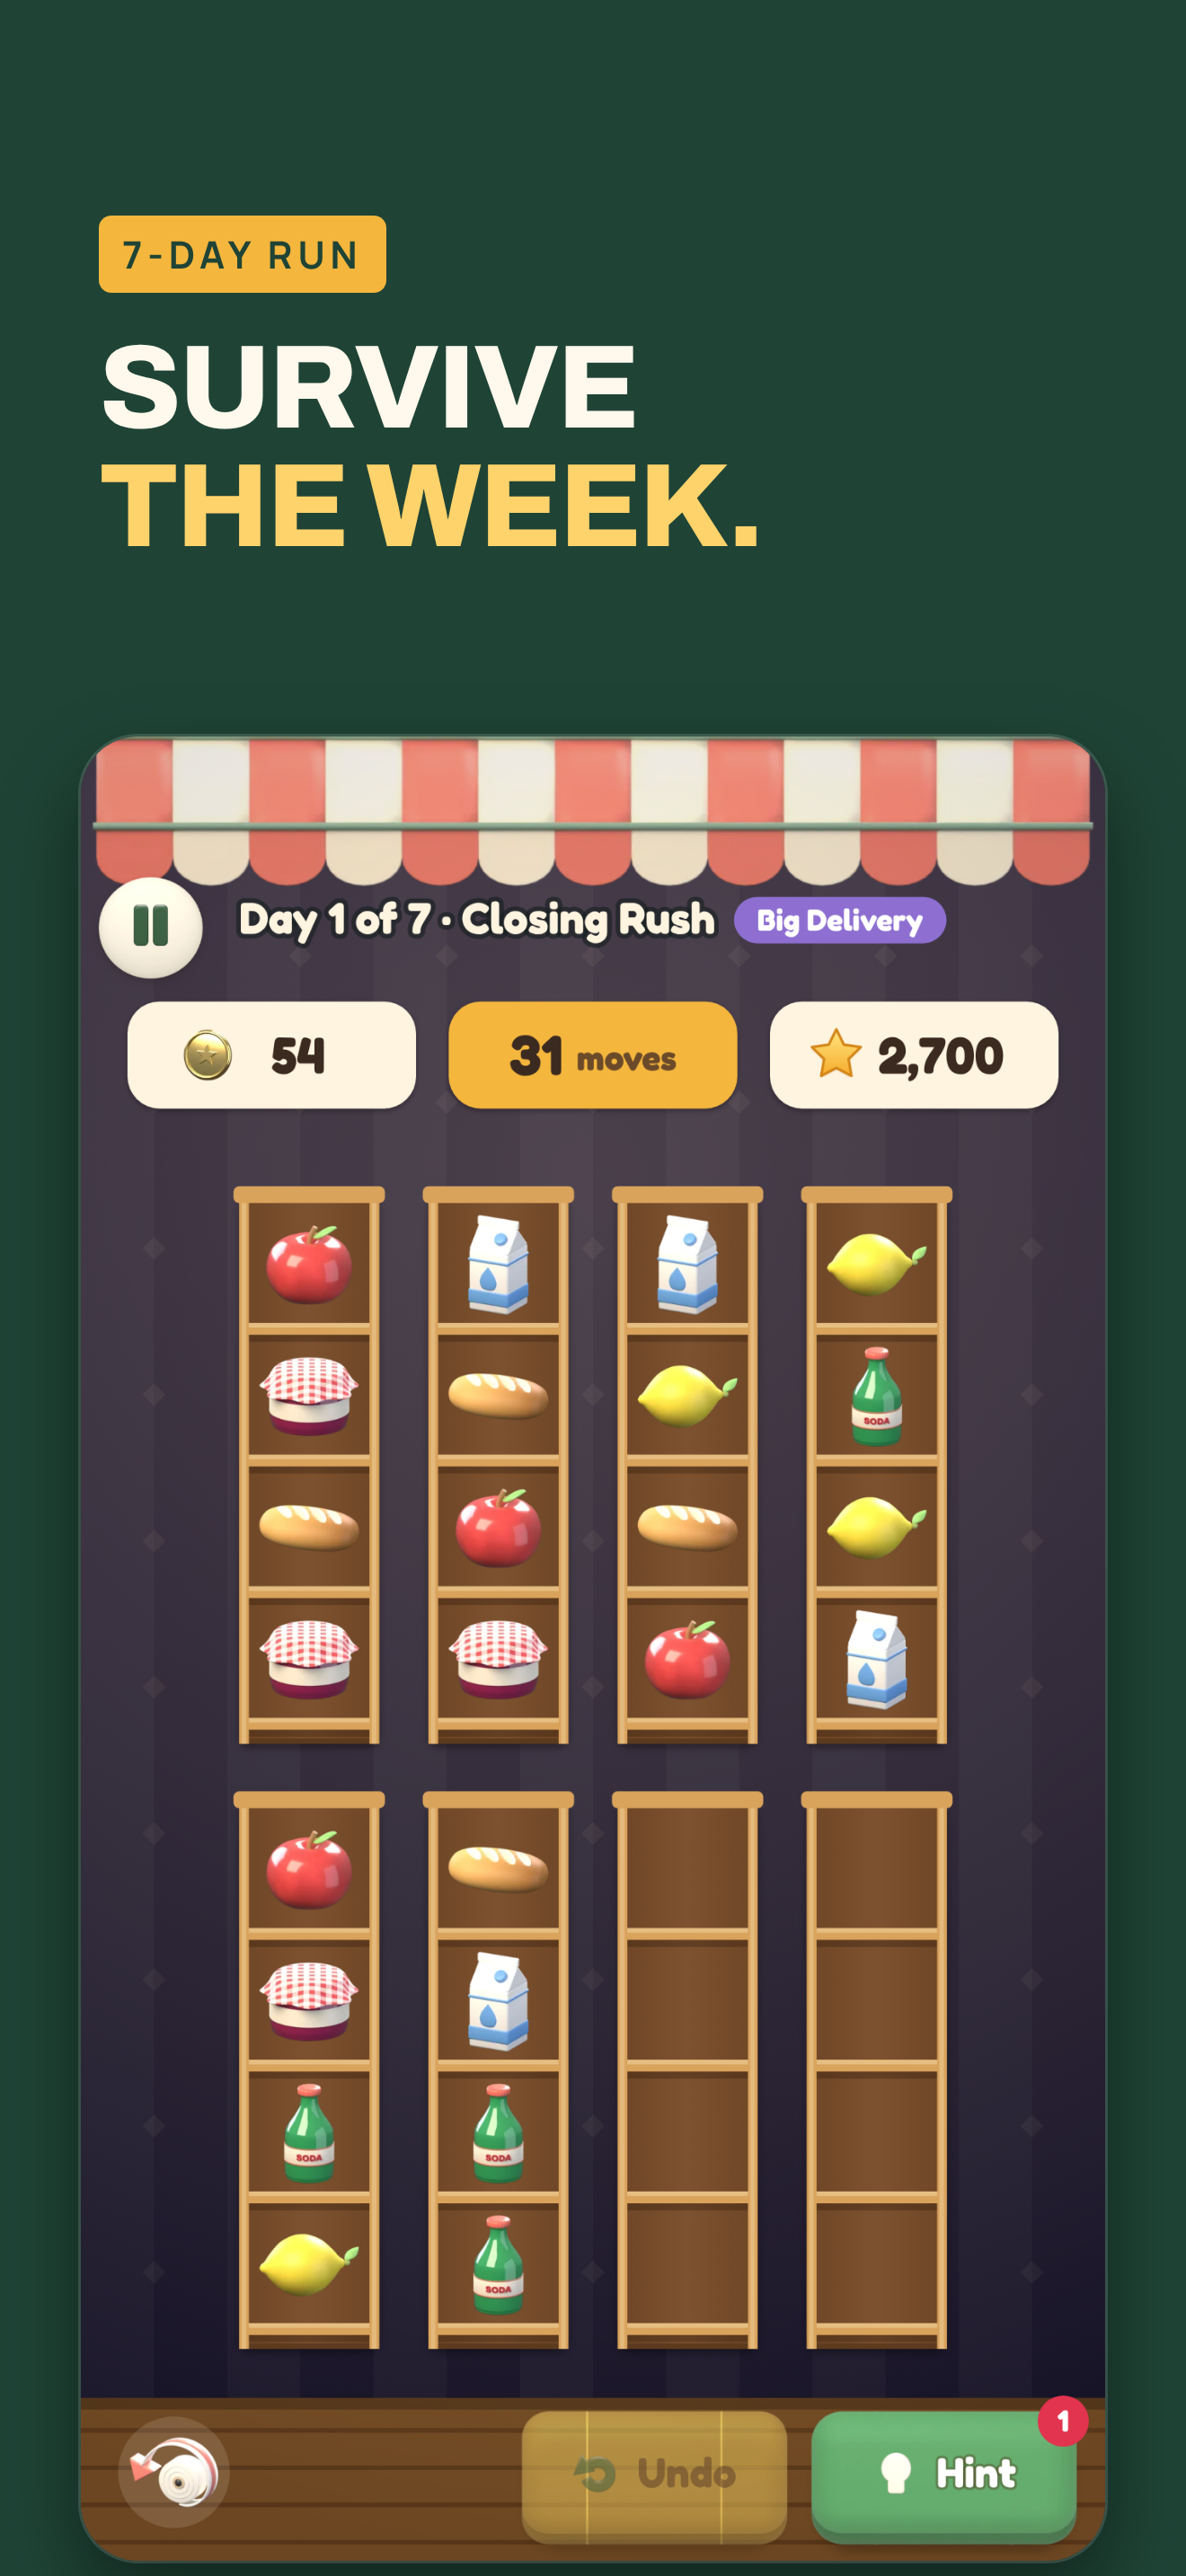 7-DAY RUN
SURVIVE
THE WEEK.
Day 1 of 7 · Closing Rush
Big Delivery
54
31 moves
2,700
SODA
SODA
SODA
SODA
1
Undo
Hint